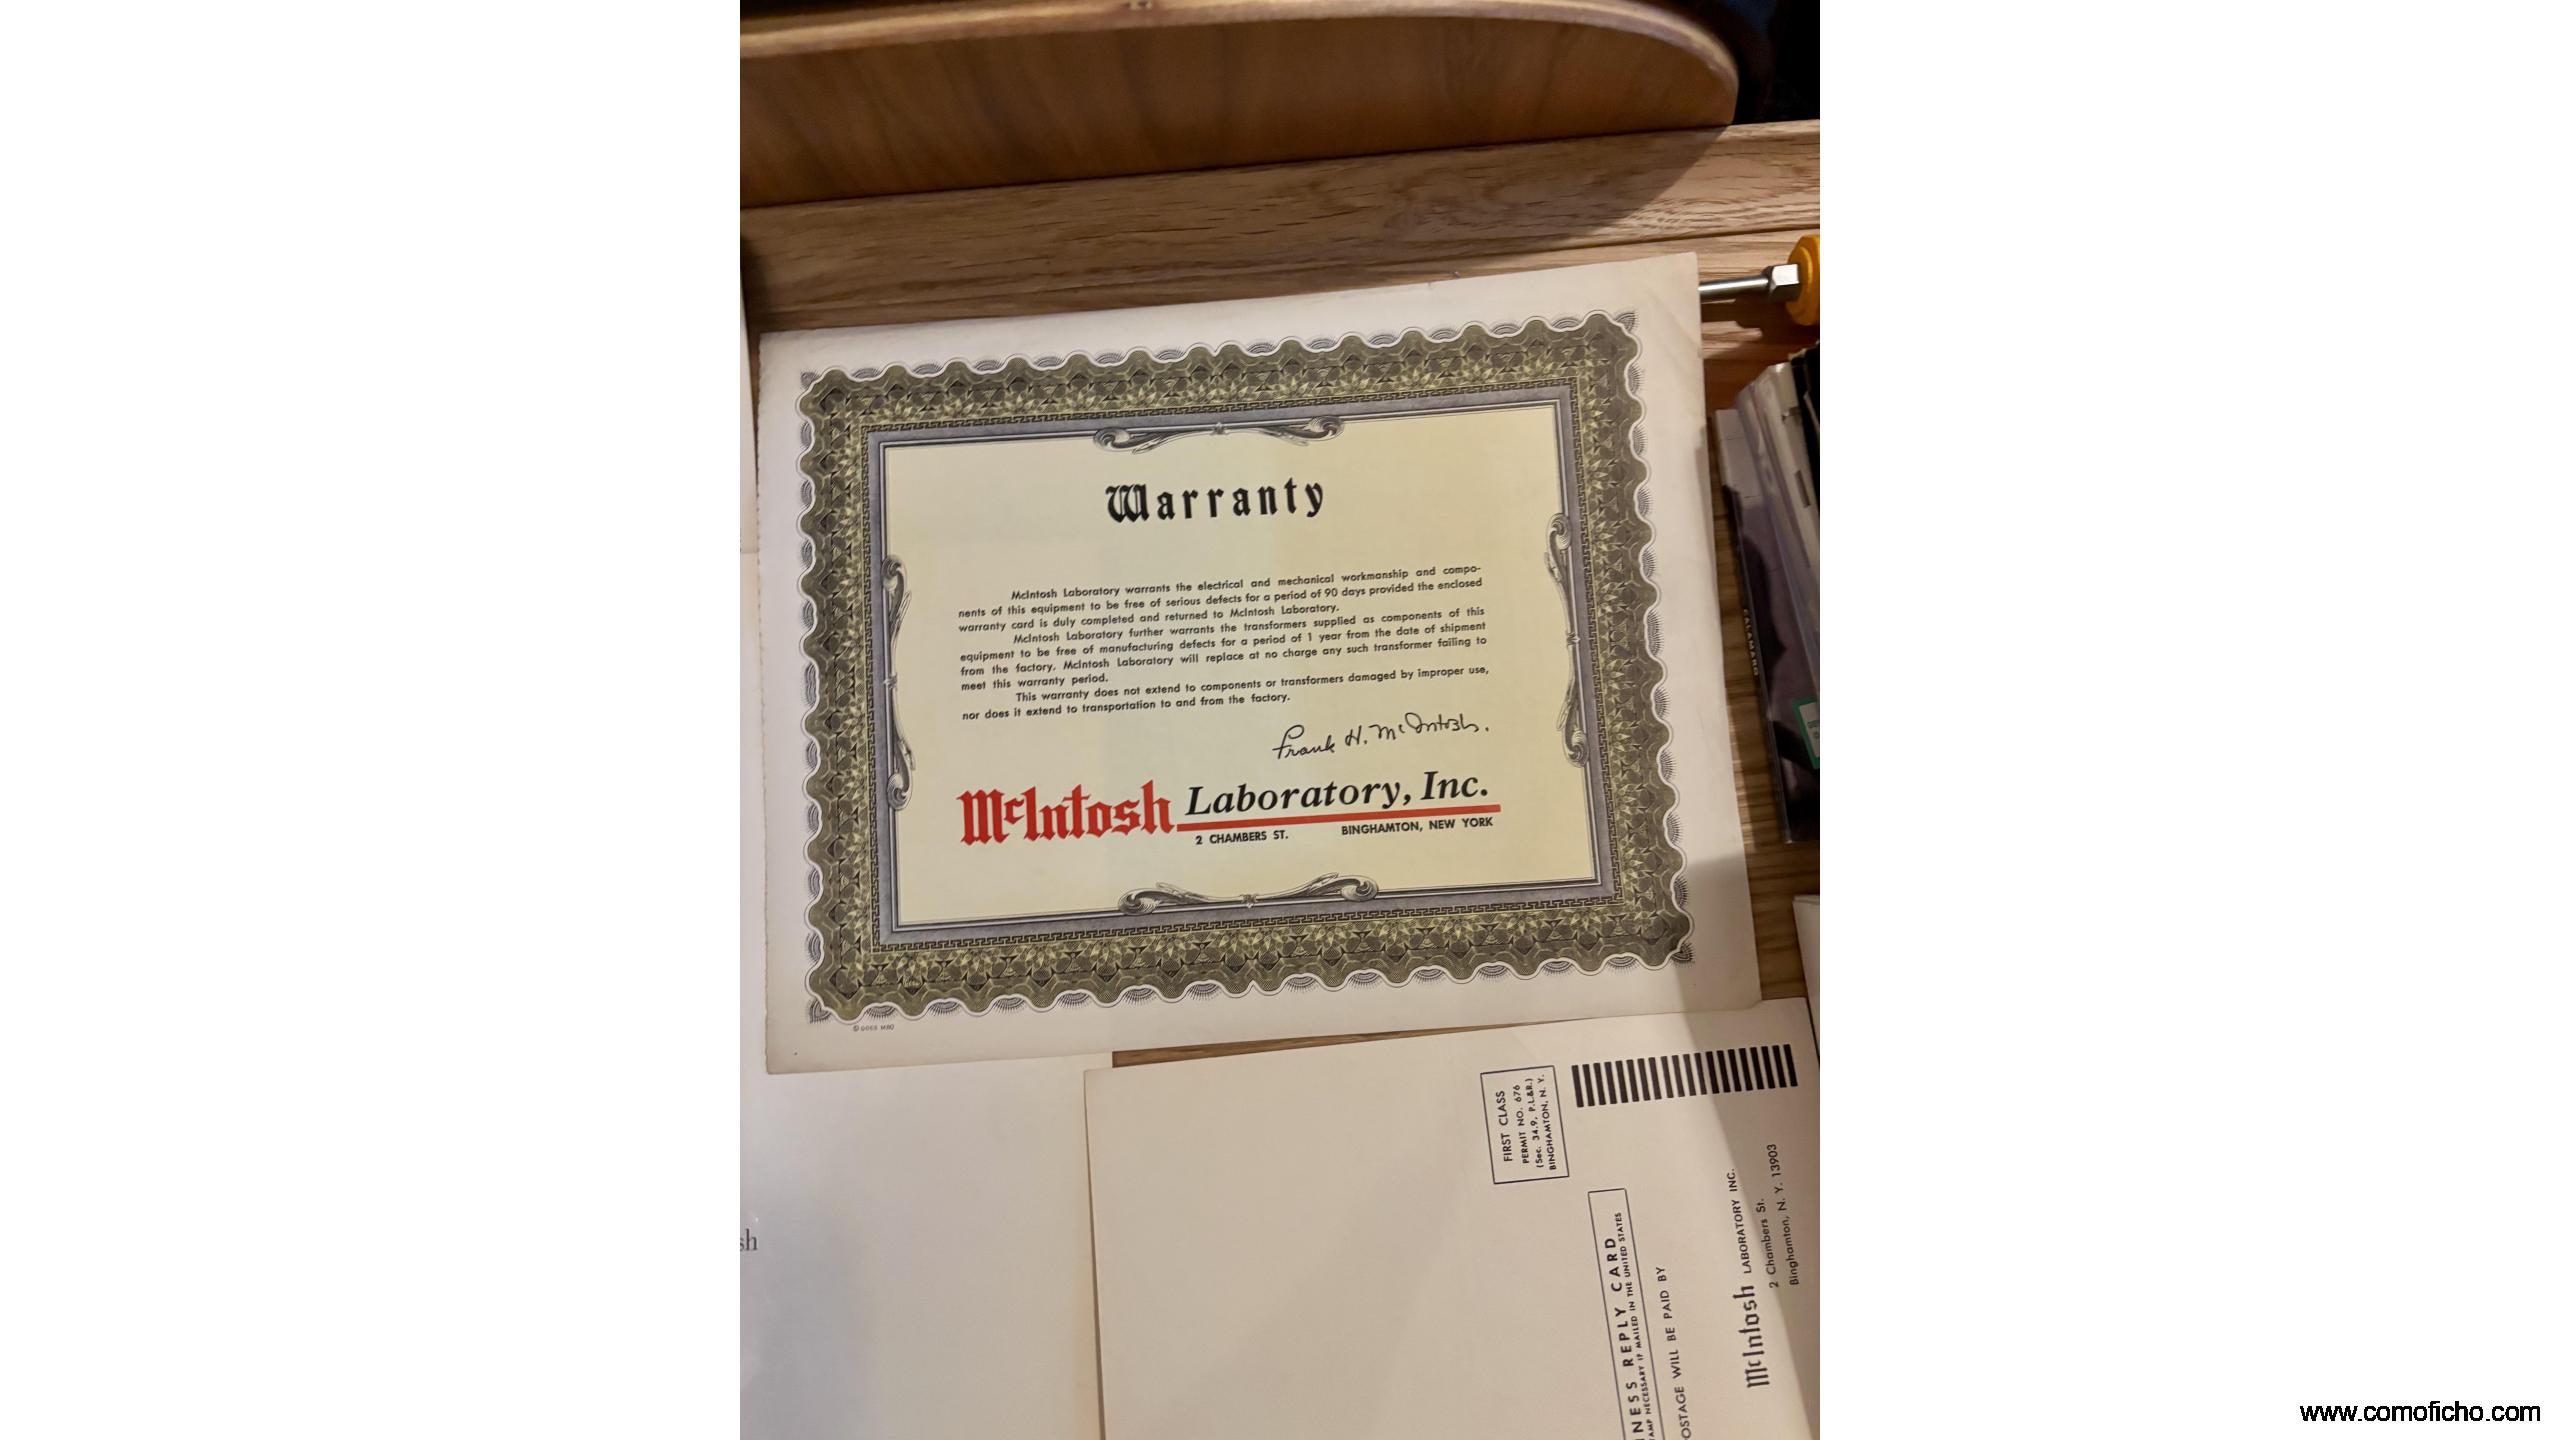 Warranty
McIntosh Laboratory warrants the electrical and mechanical workmanship and compo-
nents of this equipment to be free of serious defects for a period of 90 days provided the enclosed
warranty card is duly completed and returned to McIntosh Laboratory.
McIntosh Laboratory further warrants the transformers supplied as components of this
equipment to be free of manufacturing defects for a period of 1 year from the date of shipment
from the factory. McIntosh Laboratory will replace at no charge any such transformer failing to
meet this warranty period.
This warranty does not extend to components or transformers damaged by improper use,
nor does it extend to transportation to and from the factory.
Frank H. McIntosh.
McIntosh Laboratory, Inc.
2 CHAMBERS ST. BINGHAMTON, NEW YORK
FIRST CLASS
PERMIT NO. 676
(Sec. 34.9, P.L.&R.)
BINGHAMTON, N. Y.
NESS REPLY CARD
NECESSARY IF MAILED IN THE UNITED STATES
OSTAGE WILL BE PAID BY
McIntosh LABORATORY INC.
2 Chambers St.
Binghamton, N. Y. 13903
sh
www.comoficho.com